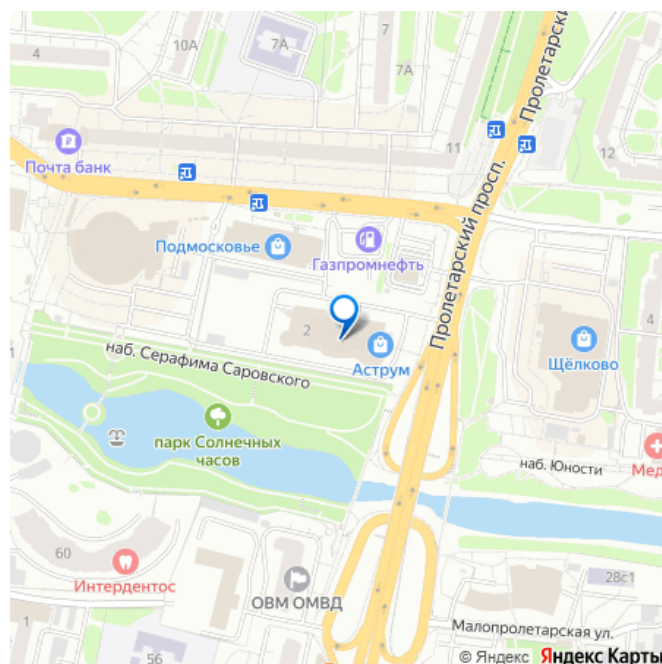 4
10А
7А
7А
Пролетарский
Почта банк
11
12
Пролетарский просп.
Подмосковье
Газпромнефть
2
4
Аструм
Щёлково
наб. Серафима Саровского
парк Солнечных
часов
наб. Юности
Мед
60
Интердентос
ОВМ ОМВД
28с1
1
56
Малопролетарская ул.
© Яндекс Яндекс Карты